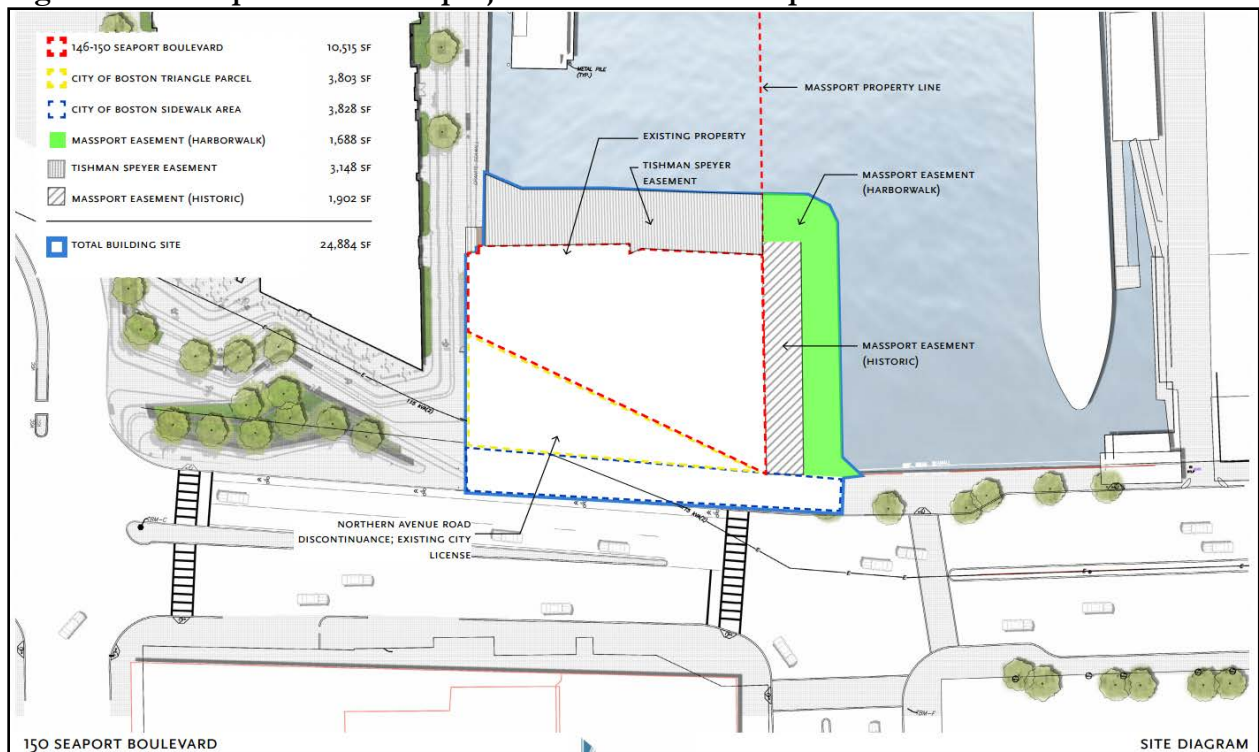 146-150 SEAPORT BOULEVARD 10,515 SF
CITY OF BOSTON TRIANGLE PARCEL 3,803 SF
CITY OF BOSTON SIDEWALK AREA 3,828 SF
MASSPORT EASEMENT (HARBORWALK) 1,688 SF
TISHMAN SPEYER EASEMENT 3,148 SF
MASSPORT EASEMENT (HISTORIC) 1,902 SF
TOTAL BUILDING SITE 24,884 SF
METAL PILE
(TYP.)
MASSPORT PROPERTY LINE
EXISTING PROPERTY
TISHMAN SPEYER
EASEMENT
MASSPORT EASEMENT
(HARBORWALK)
MASSPORT EASEMENT
(HISTORIC)
NORTHERN AVENUE ROAD
DISCONTINUANCE; EXISTING CITY
LICENSE
150 SEAPORT BOULEVARD
SITE DIAGRAM